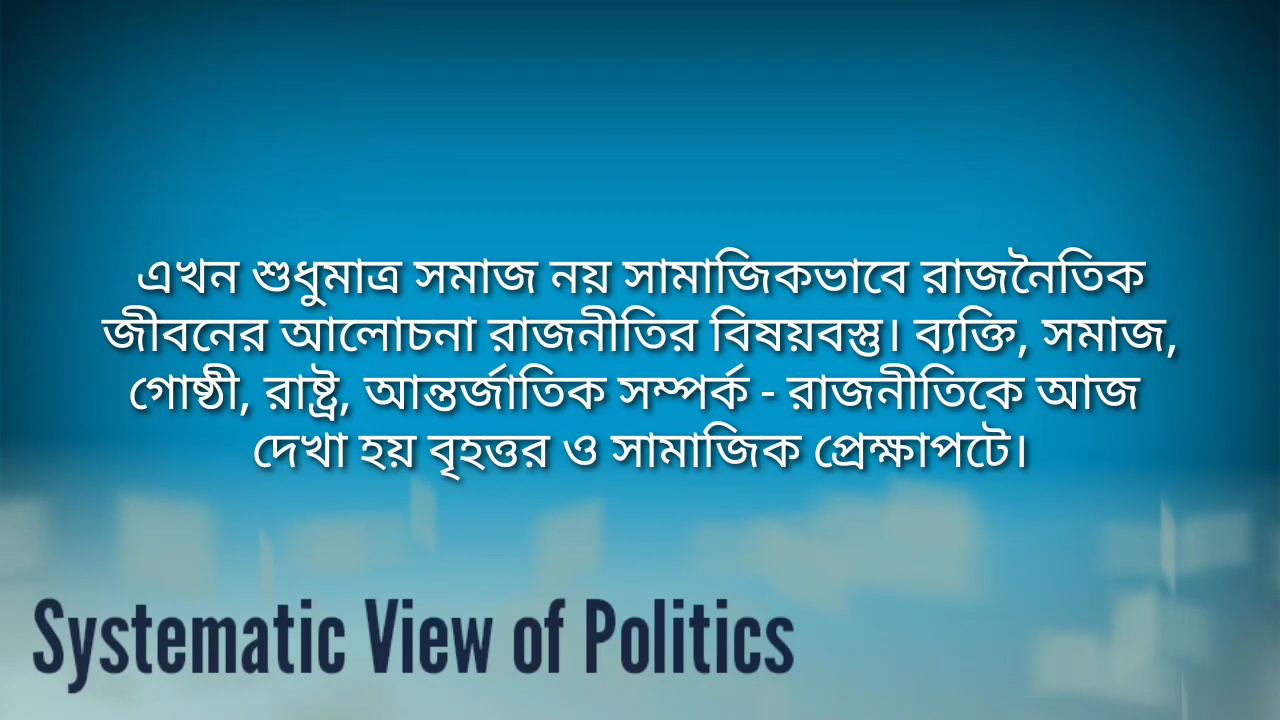 এখন শুধুমাত্র সমাজ নয় সামাজিকভাবে রাজনৈতিক
জীবনের আলোচনা রাজনীতির বিষয়বস্তু। ব্যক্তি, সমাজ,
গোষ্ঠী, রাষ্ট্র, আন্তর্জাতিক সম্পর্ক - রাজনীতিকে আজ
দেখা হয় বৃহত্তর ও সামাজিক প্রেক্ষাপটে।
Systematic View of Politics